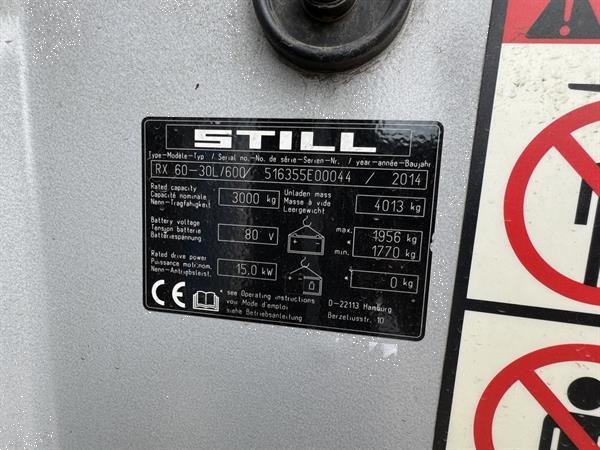 STILL
Type-Modèle-Typ / Serial no.-No. de série-Serien-Nr. / year-année-Baujahr
RX 60-30L/600/ 516355E00044 / 2014
Rated capacity
Capacité nominale
Nenn-Tragfähigkeit
3000 kg
Unladen mass
Masse à vide
Leergewicht
4013 kg
Battery voltage
Tension batterie
Batteriespannung
80 V
max.
* 1956 kg
min. 1770 kg
Rated drive power
Puissance mot.nom.
Nenn-Antriebsleist.
15.0 kW
* 0 kg
CE
* see Operating instructions
voir Mode d'emploi
siehe Betriebsanleitung
D-22113 Hamburg
Berzeliusstr. 10